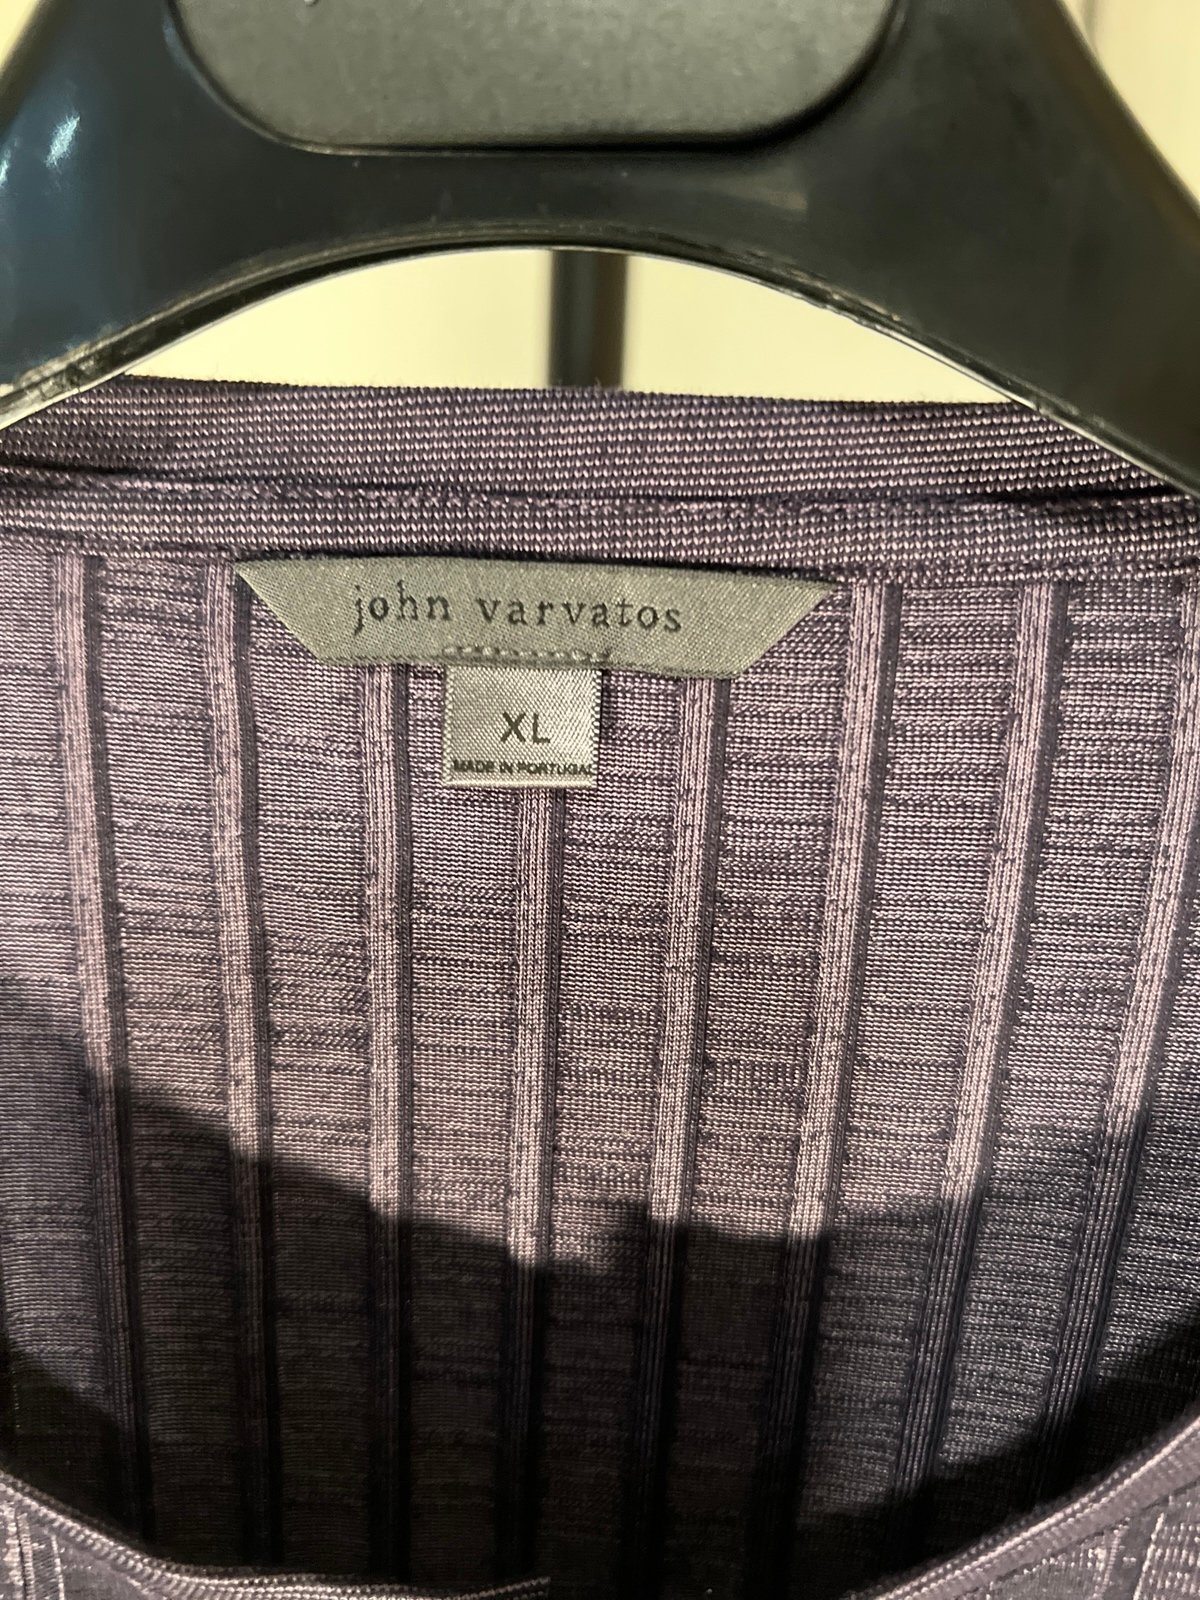 john varvatos
XL
MADE IN PORTUGAL